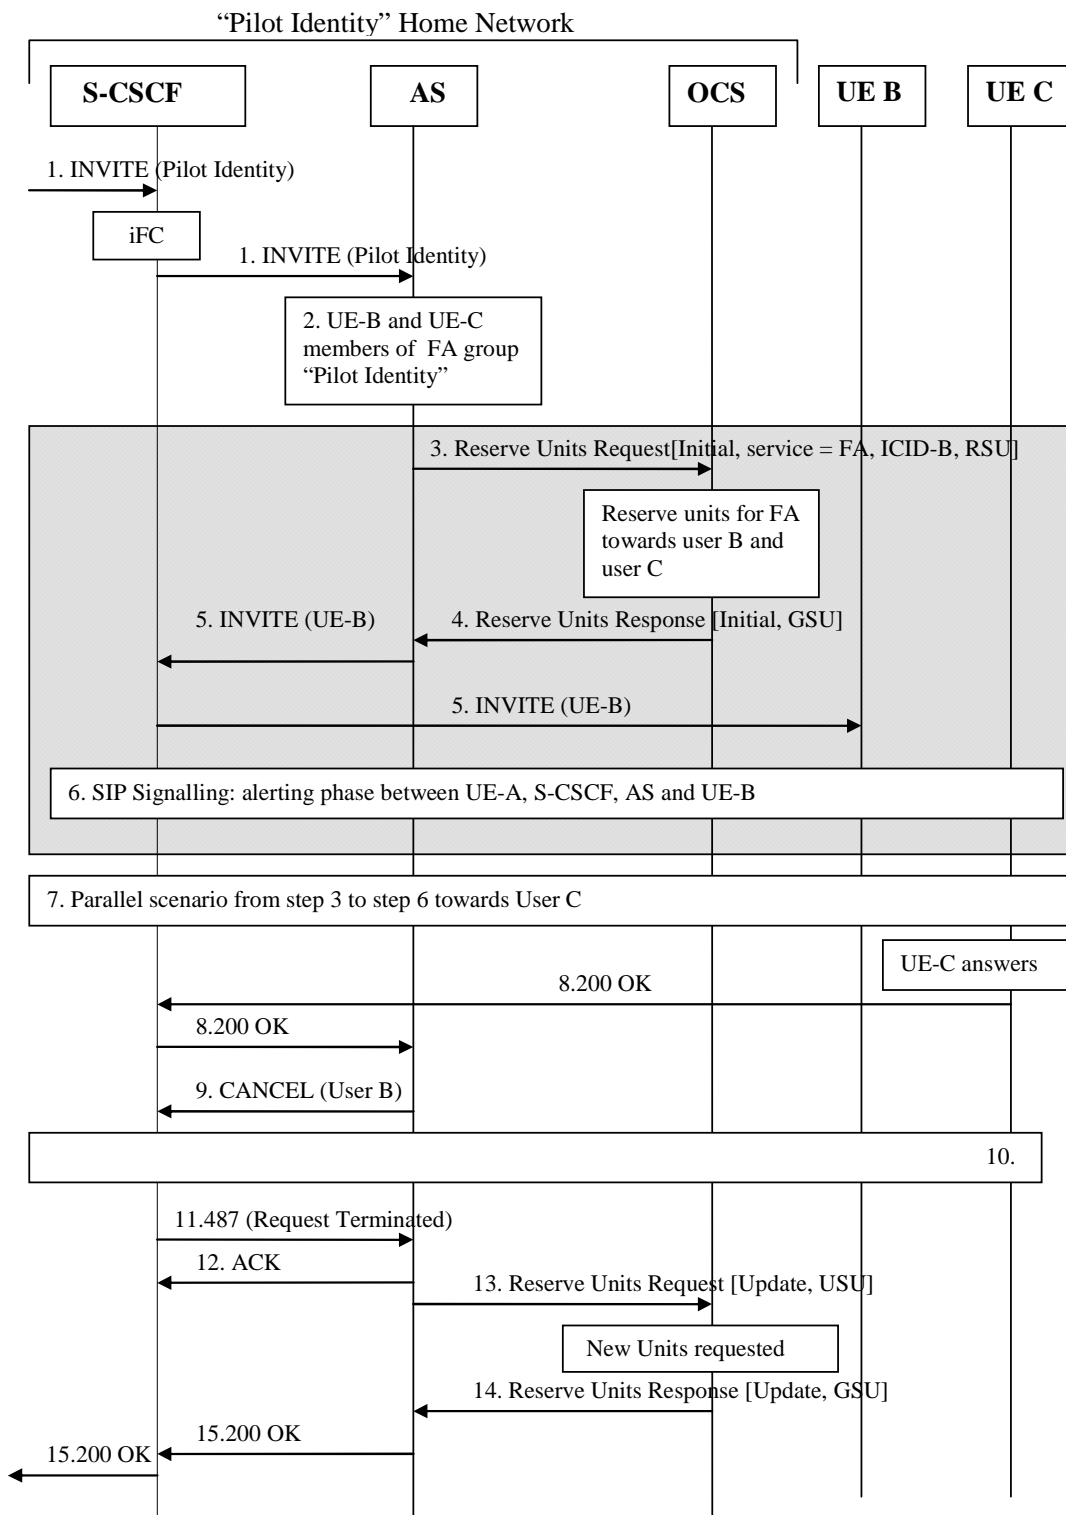 “Pilot Identity” Home Network
S-CSCF
AS
OCS
UE B
UE C
1. INVITE (Pilot Identity)
iFC
1. INVITE (Pilot Identity)
2. UE-B and UE-C
members of FA group
“Pilot Identity”
3. Reserve Units Request[Initial, service = FA, ICID-B, RSU]
Reserve units for FA
towards user B and
user C
5. INVITE (UE-B)
4. Reserve Units Response [Initial, GSU]
5. INVITE (UE-B)
6. SIP Signalling: alerting phase between UE-A, S-CSCF, AS and UE-B
7. Parallel scenario from step 3 to step 6 towards User C
UE-C answers
8.200 OK
8.200 OK
9. CANCEL (User B)
10.
11.487 (Request Terminated)
12. ACK
13. Reserve Units Request [Update, USU]
New Units requested
14. Reserve Units Response [Update, GSU]
15.200 OK
15.200 OK